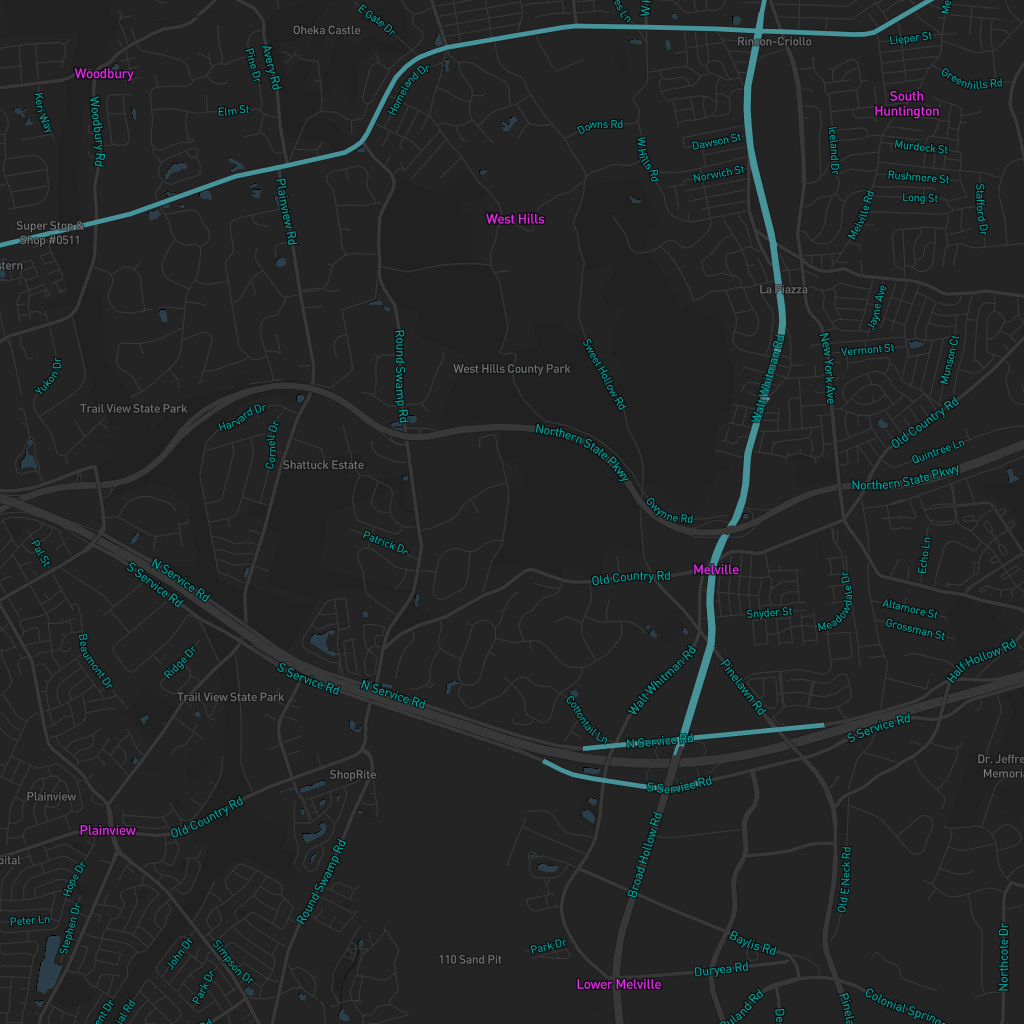 E Gate Dr
Oheka Castle
Rincon-Criollo
Lieper St
Woodbury
Avery Rd
Pine Dr
Homeland Dr
Greenhills Rd
South
Huntington
Kerr Way
Woodbury Rd
Elm St
Downs Rd
Dawson St
W Hills Rd
Iceland Dr
Murdock St
Norwich St
Rushmore St
Long St
Stafford Dr
Plainview Rd
Super Stop &
Shop #0511
West Hills
Melville Rd
stern
La Piazza
Jayne Ave
New York Ave
Vermont St
Munson Ct
Yukon Dr
Round Swamp Rd
West Hills County Park
Sweet Hollow Rd
Walt Whitman Rd
Trail View State Park
Harvard Dr
Cornell Dr
Old Country Rd
Northern State Pkwy
Quintree Ln
Shattuck Estate
Northern State Pkwy
Gwynne Rd
Patrick Dr
Pal St
N Service Rd
S Service Rd
Echo Ln
Melville
Old Country Rd
Snyder St
Meadowdale Dr
Altamore St
Grossman St
Beaumont Dr
Ridge Dr
S Service Rd
N Service Rd
Half Hollow Rd
Trail View State Park
Walt Whitman Rd
Pinelawn Rd
Cottontail Ln
N Service Rd
S Service Rd
ShopRite
S Service Rd
Dr. Jeffre
Memoria
Plainview
Plainview
Old Country Rd
Broad Hollow Rd
Old E Neck Rd
pital
Hope Dr
Round Swamp Rd
Peter Ln
Stephen Dr
John Dr
Simpson Dr
Park Dr
Park Dr
110 Sand Pit
Baylis Rd
Duryea Rd
Northcote Dr
Lower Melville
Ruland Rd
Colonial Springs